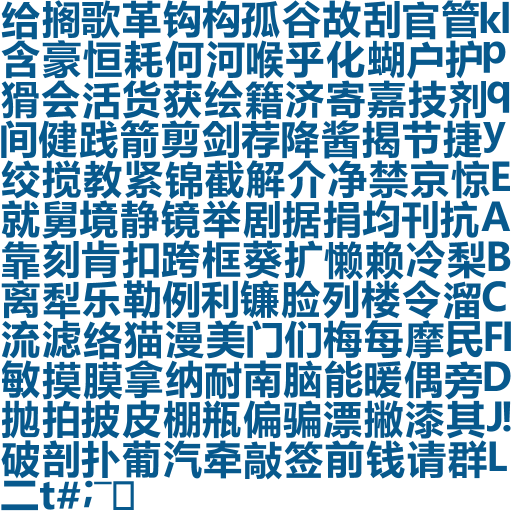 给搁歌革钩构孤谷故刮官管kl
含豪恒耗何河喉乎化蝴户护p
猾会活货获绘籍济寄嘉技剂q
间健践箭剪剑荐降酱揭节捷y
绞搅教紧锦截解介净禁京惊E
就舅境静镜举剧据捐均刊抗A
靠刻肯扣跨框葵扩懒赖冷梨B
离犁乐勒例利镰脸列楼令溜C
流滤络猫漫美门们梅每摩民FI
敏摸膜拿纳耐南脑能暖偶旁D
抛拍披皮棚瓶偏骗漂撇漆其J!
破剖扑葡汽牵敲签前钱请群L
二t#;¯□